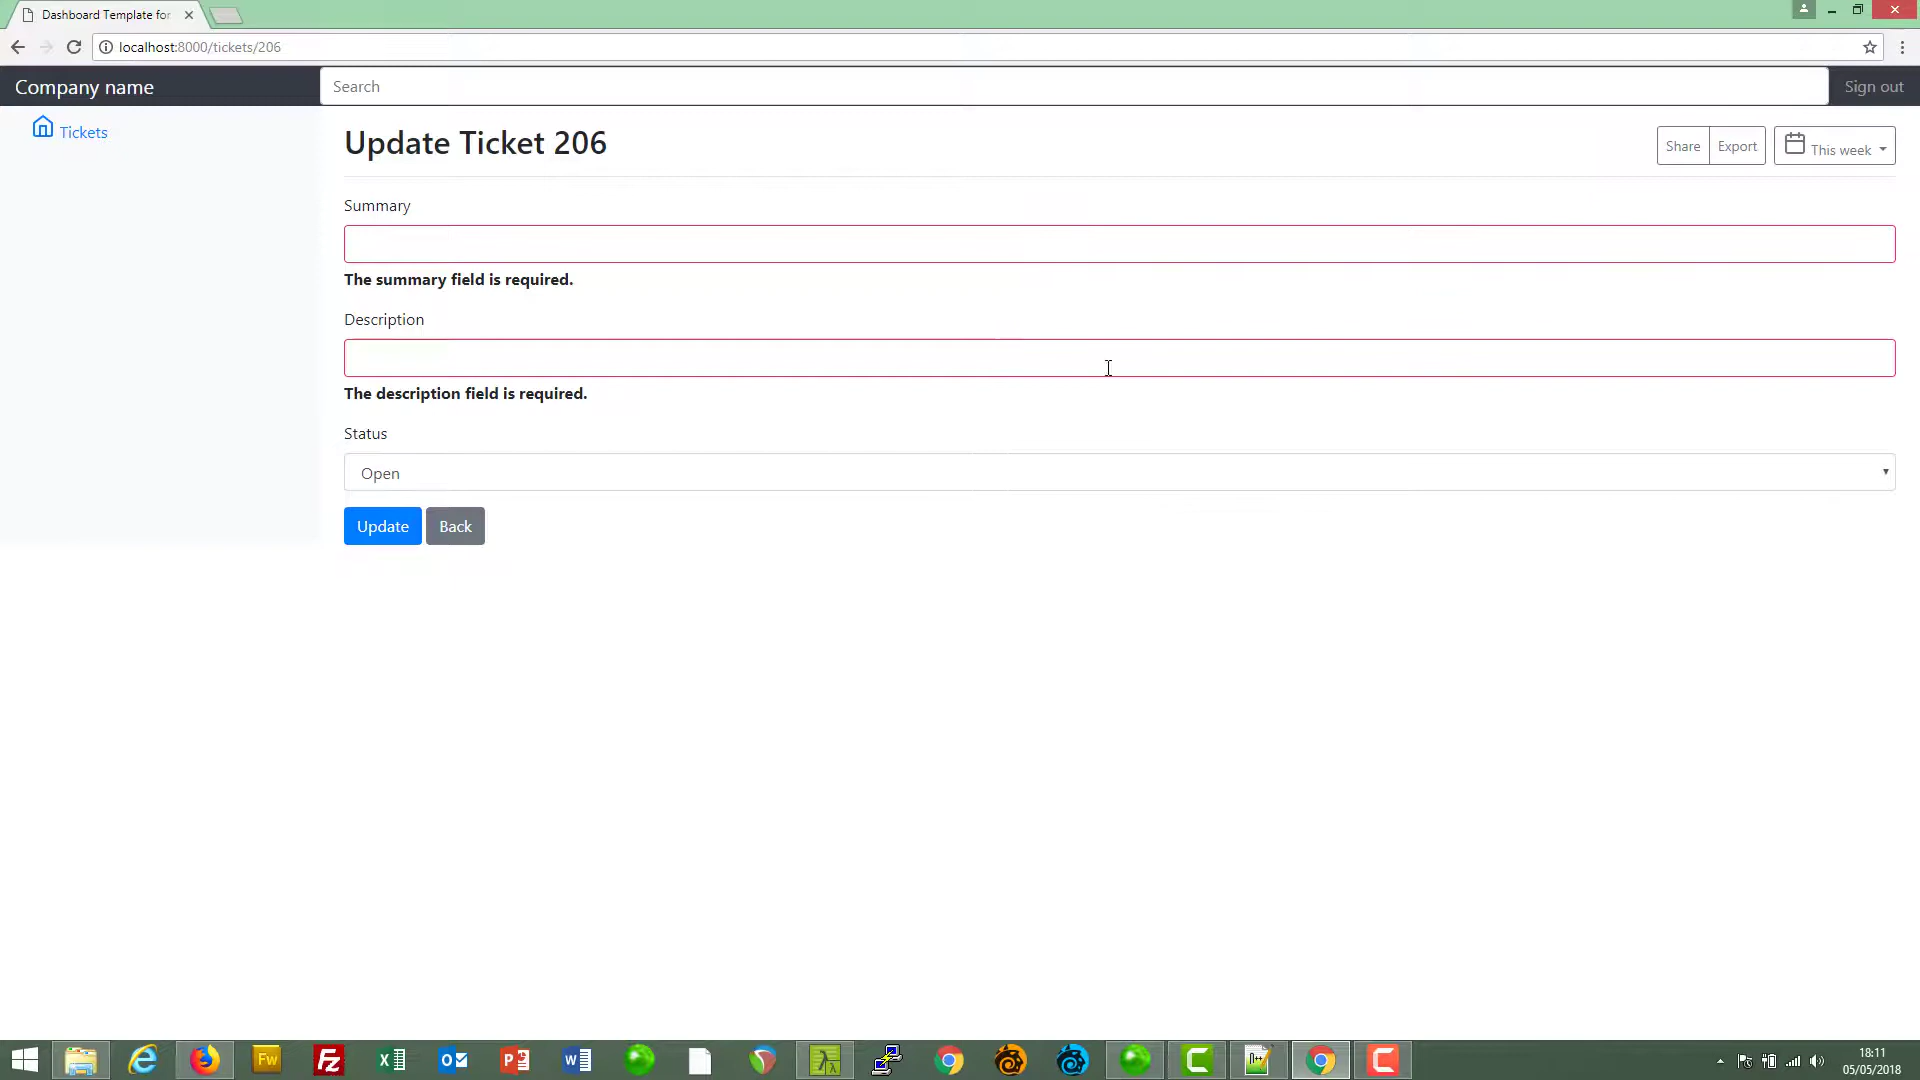 Dashboard Template for
localhost:8000/tickets/206
Company name
Search
Sign out
Tickets
Update Ticket 206
Share
Export
This week
Summary
The summary field is required.
Description
The description field is required.
Status
Open
Update
Back
Fw
18:11
05/05/2018